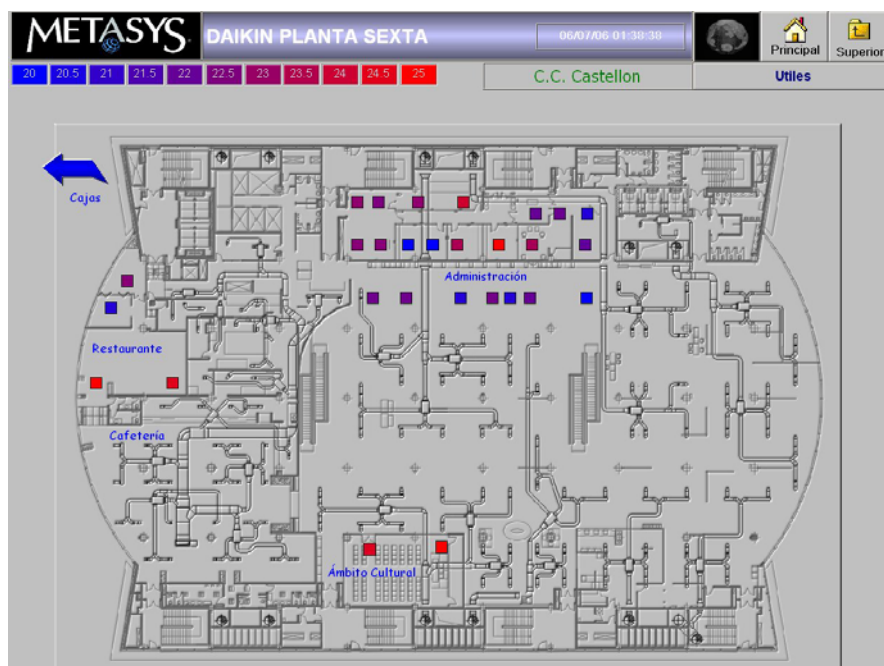 METASYS
DAIKIN PLANTA SEXTA
06/07/06 01:38:38
Principal
Superior
20 20.5 21 21.5 22 22.5 23 23.5 24 24.5 25
C.C. Castellon
Utiles
Cajas
Administración
Restaurante
Cafetería
Ámbito Cultural